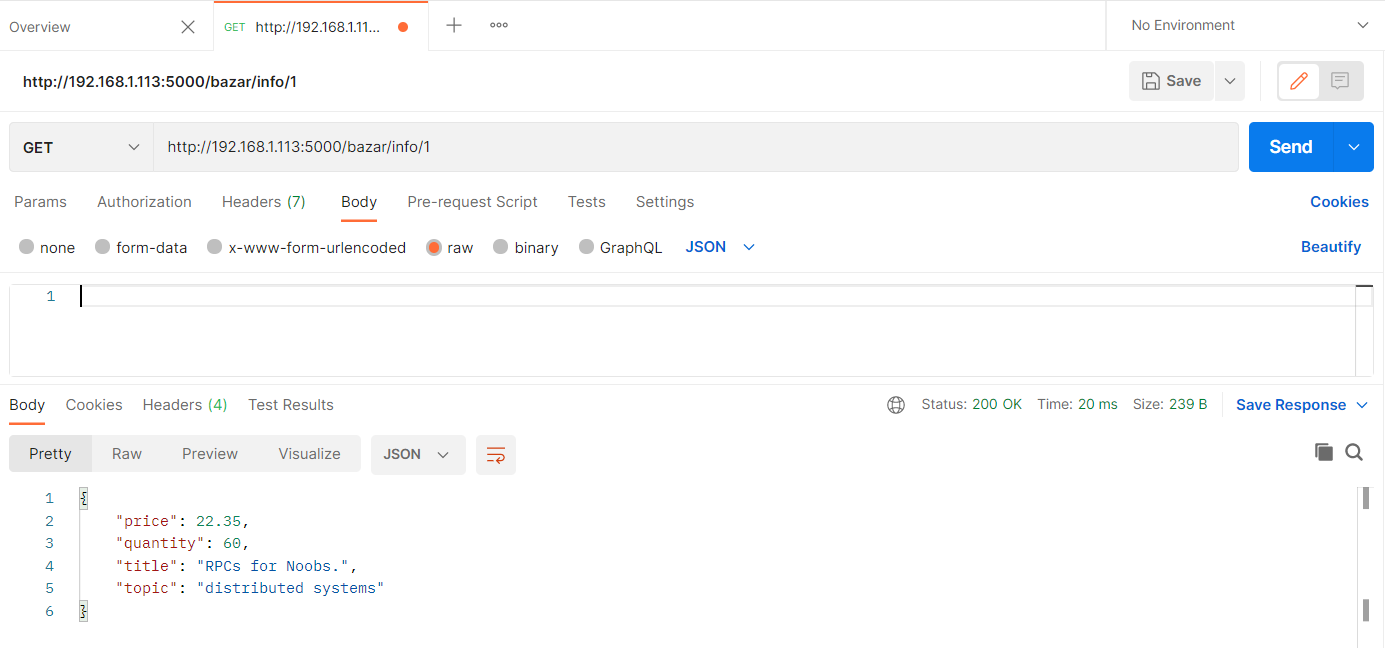 Overview
GET http://192.168.1.11...
No Environment
http://192.168.1.113:5000/bazar/info/1
Save
GET http://192.168.1.113:5000/bazar/info/1 Send
Params Authorization Headers (7) Body Pre-request Script Tests Settings Cookies
none form-data x-www-form-urlencoded raw binary GraphQL JSON Beautify
1
Body Cookies Headers (4) Test Results Status: 200 OK Time: 20 ms Size: 239 B Save Response
Pretty Raw Preview Visualize JSON
1 {
2 "price": 22.35,
3 "quantity": 60,
4 "title": "RPCs for Noobs.",
5 "topic": "distributed systems"
6 }